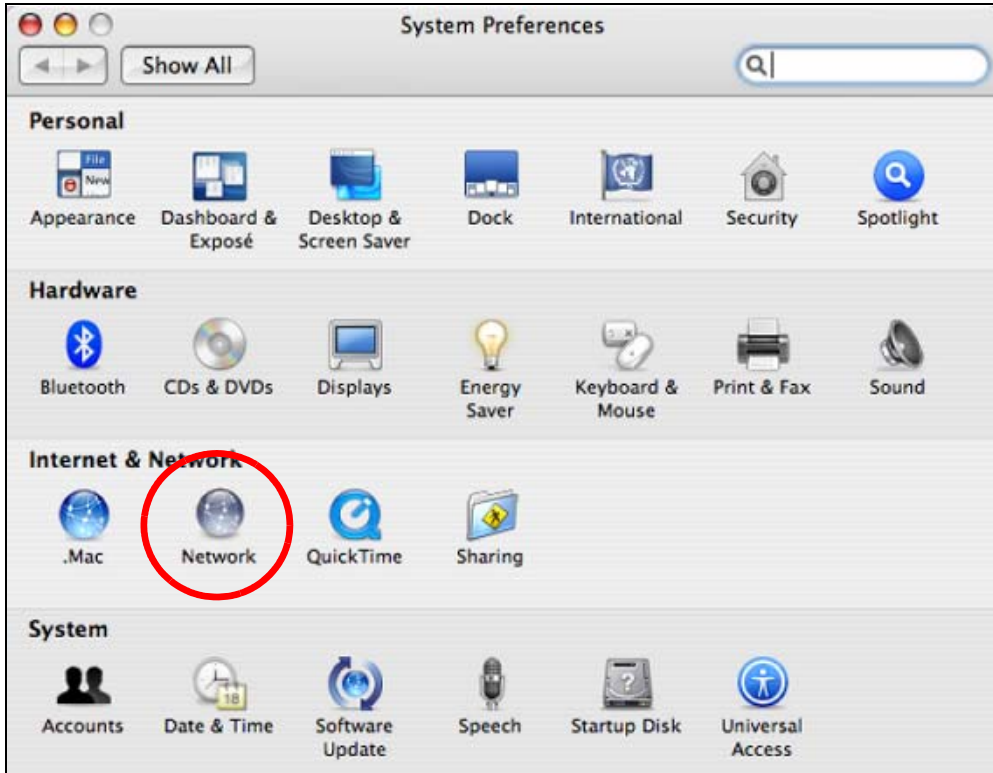 System Preferences
Show All
Personal
File
New
Appearance
Dashboard &
Exposé
Desktop &
Screen Saver
Dock
International
Security
Spotlight
Hardware
Bluetooth
CDs & DVDs
Displays
Energy
Saver
Keyboard &
Mouse
Print & Fax
Sound
Internet & Network
.Mac
Network
QuickTime
Sharing
System
18
?
Accounts
Date & Time
Software
Update
Speech
Startup Disk
Universal
Access